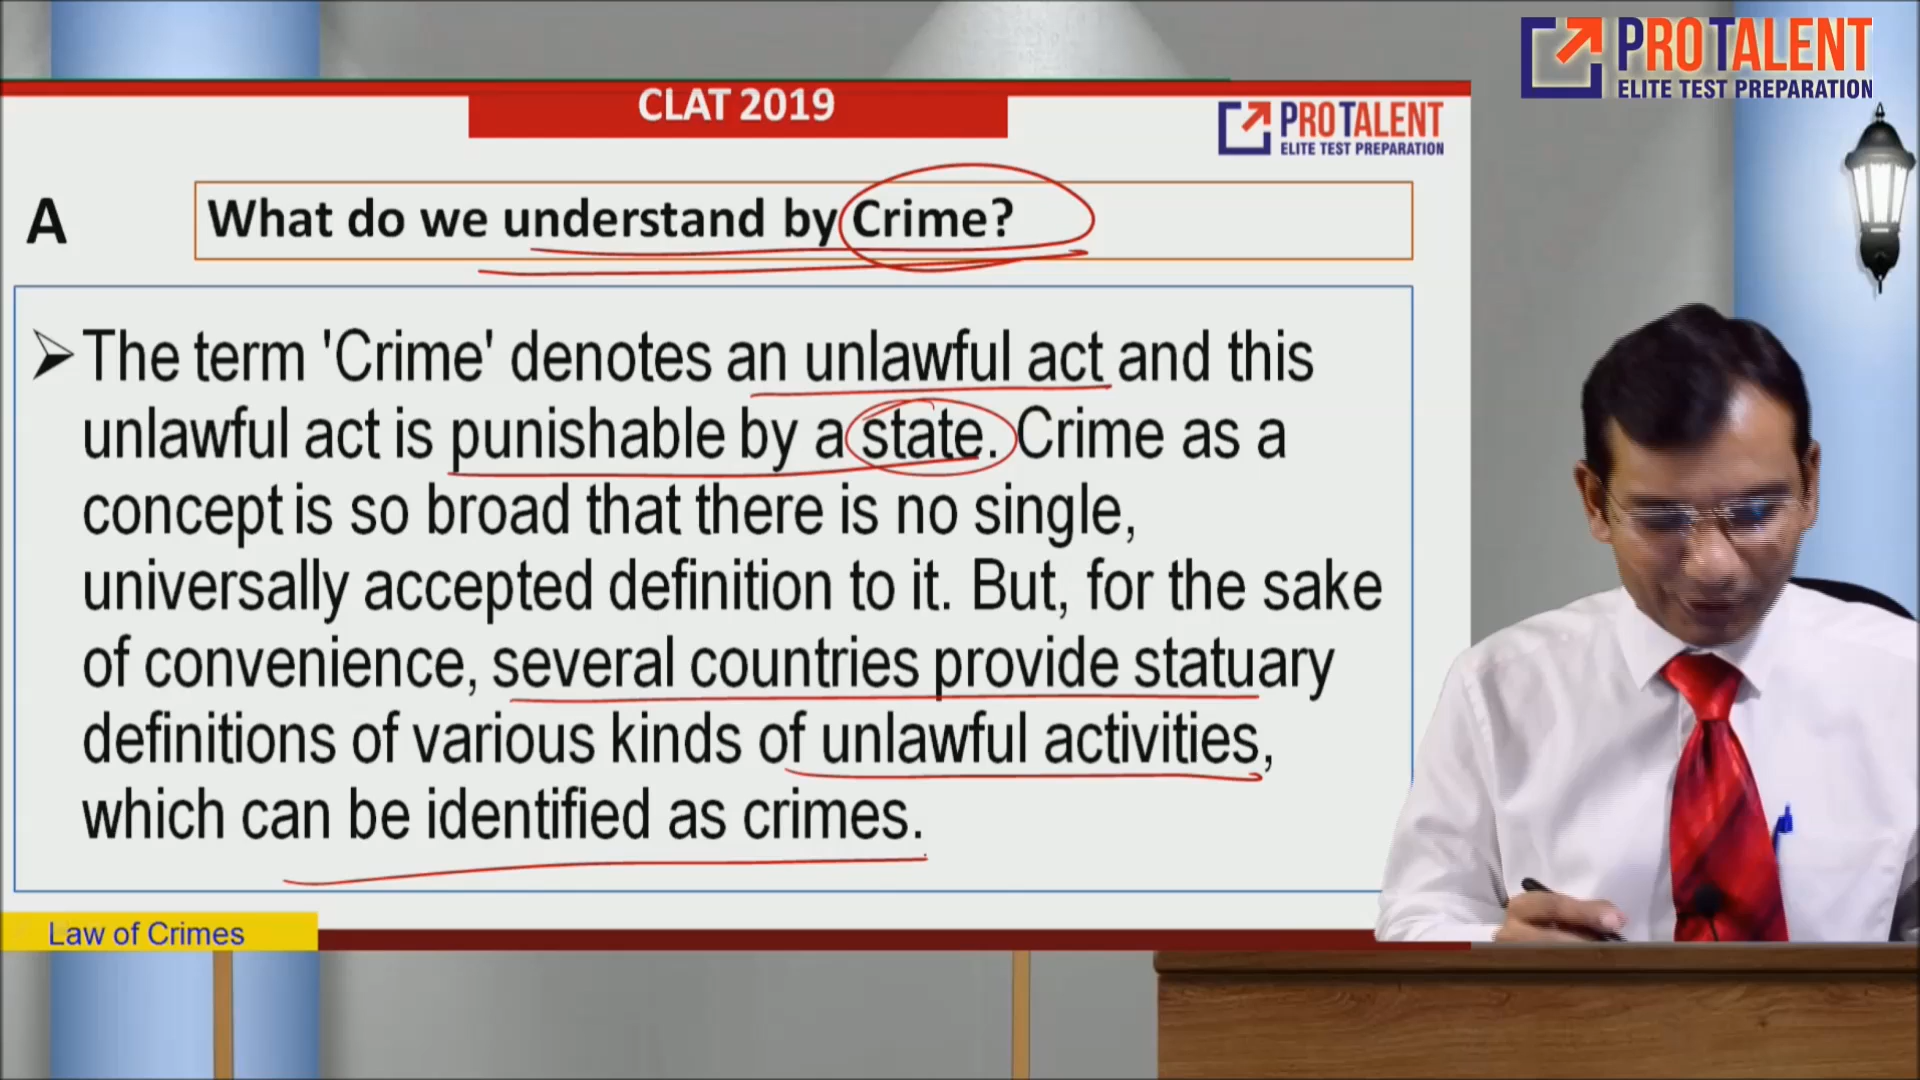 PROTALENT
ELITE TEST PREPARATION
CLAT 2019
PROTALENT
ELITE TEST PREPARATION
A
What do we understand by Crime?
The term 'Crime' denotes an unlawful act and this
unlawful act is punishable by a state. Crime as a
concept is so broad that there is no single,
universally accepted definition to it. But, for the sake
of convenience, several countries provide statuary
definitions of various kinds of unlawful activities,
which can be identified as crimes.
Law of Crimes